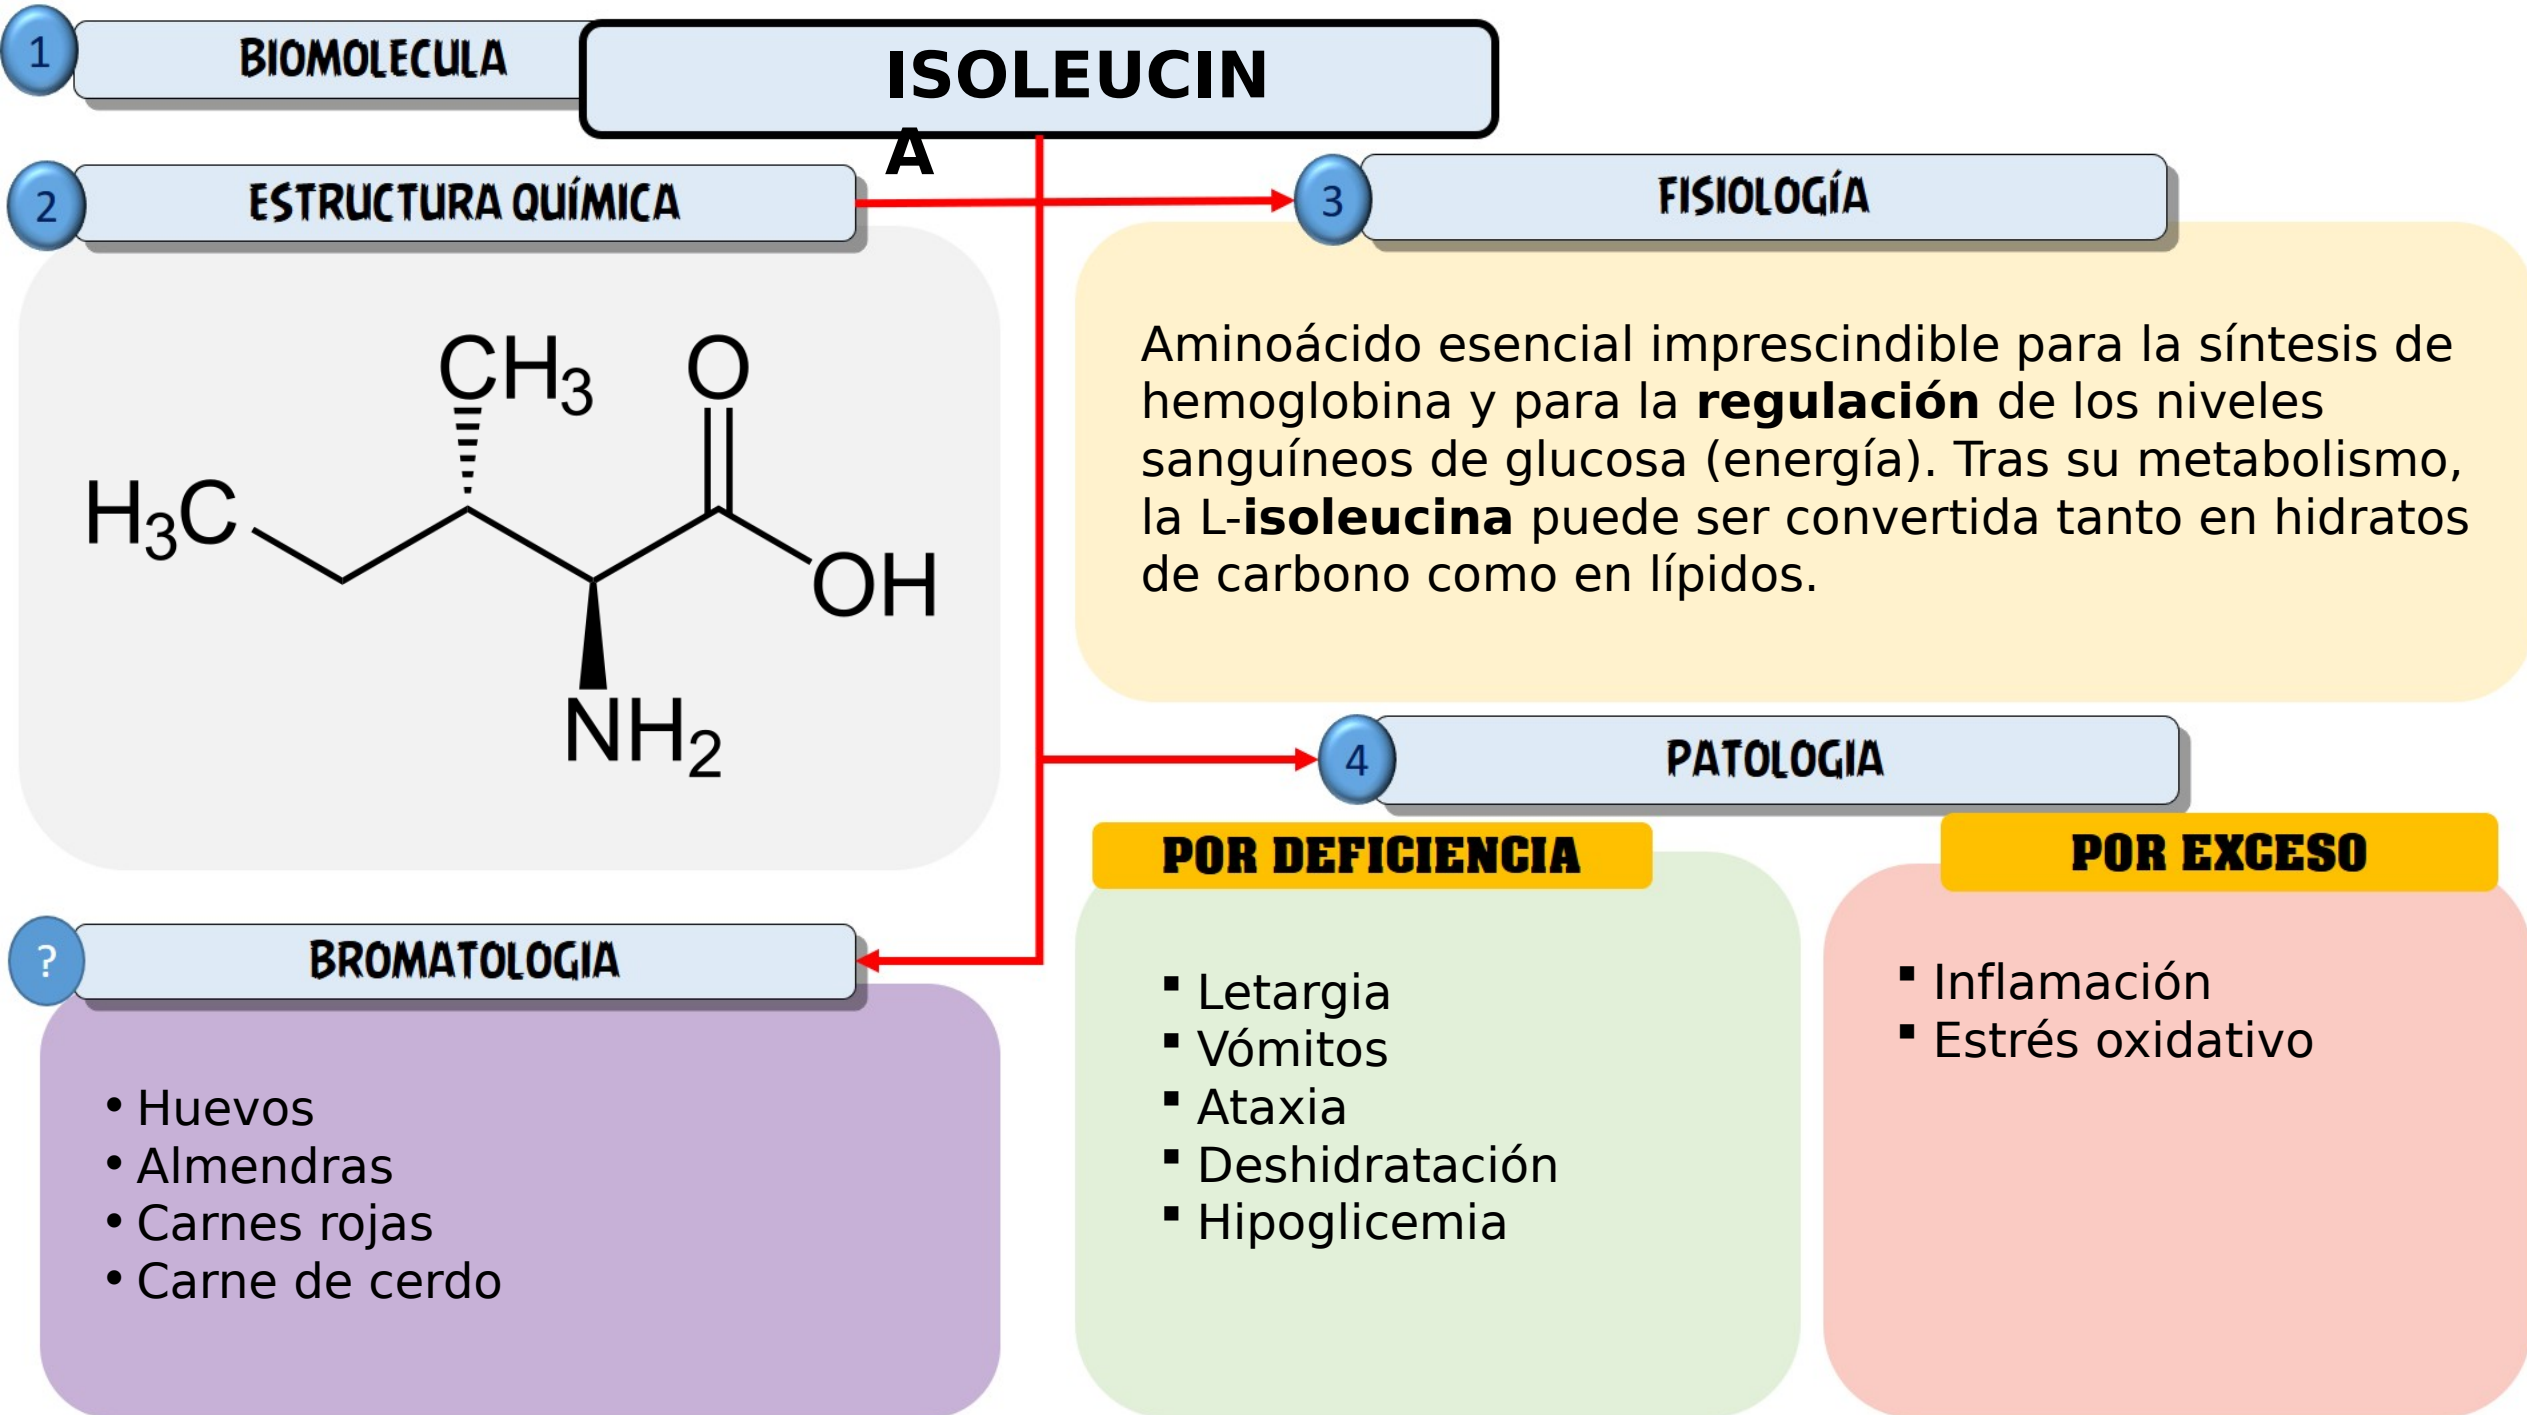 1
BIOMOLECULA
ISOLEUCIN
A
2
ESTRUCTURA QUÍMICA
CH3
O
H3C
OH
NH2
3
FISIOLOGÍA
Aminoácido esencial imprescindible para la síntesis de
hemoglobina y para la regulación de los niveles
sanguíneos de glucosa (energía). Tras su metabolismo,
la L-isoleucina puede ser convertida tanto en hidratos
de carbono como en lípidos.
4
PATOLOGIA
POR DEFICIENCIA
▪ Letargia
▪ Vómitos
▪ Ataxia
▪ Deshidratación
▪ Hipoglicemia
POR EXCESO
▪ Inflamación
▪ Estrés oxidativo
?
BROMATOLOGIA
• Huevos
• Almendras
• Carnes rojas
• Carne de cerdo